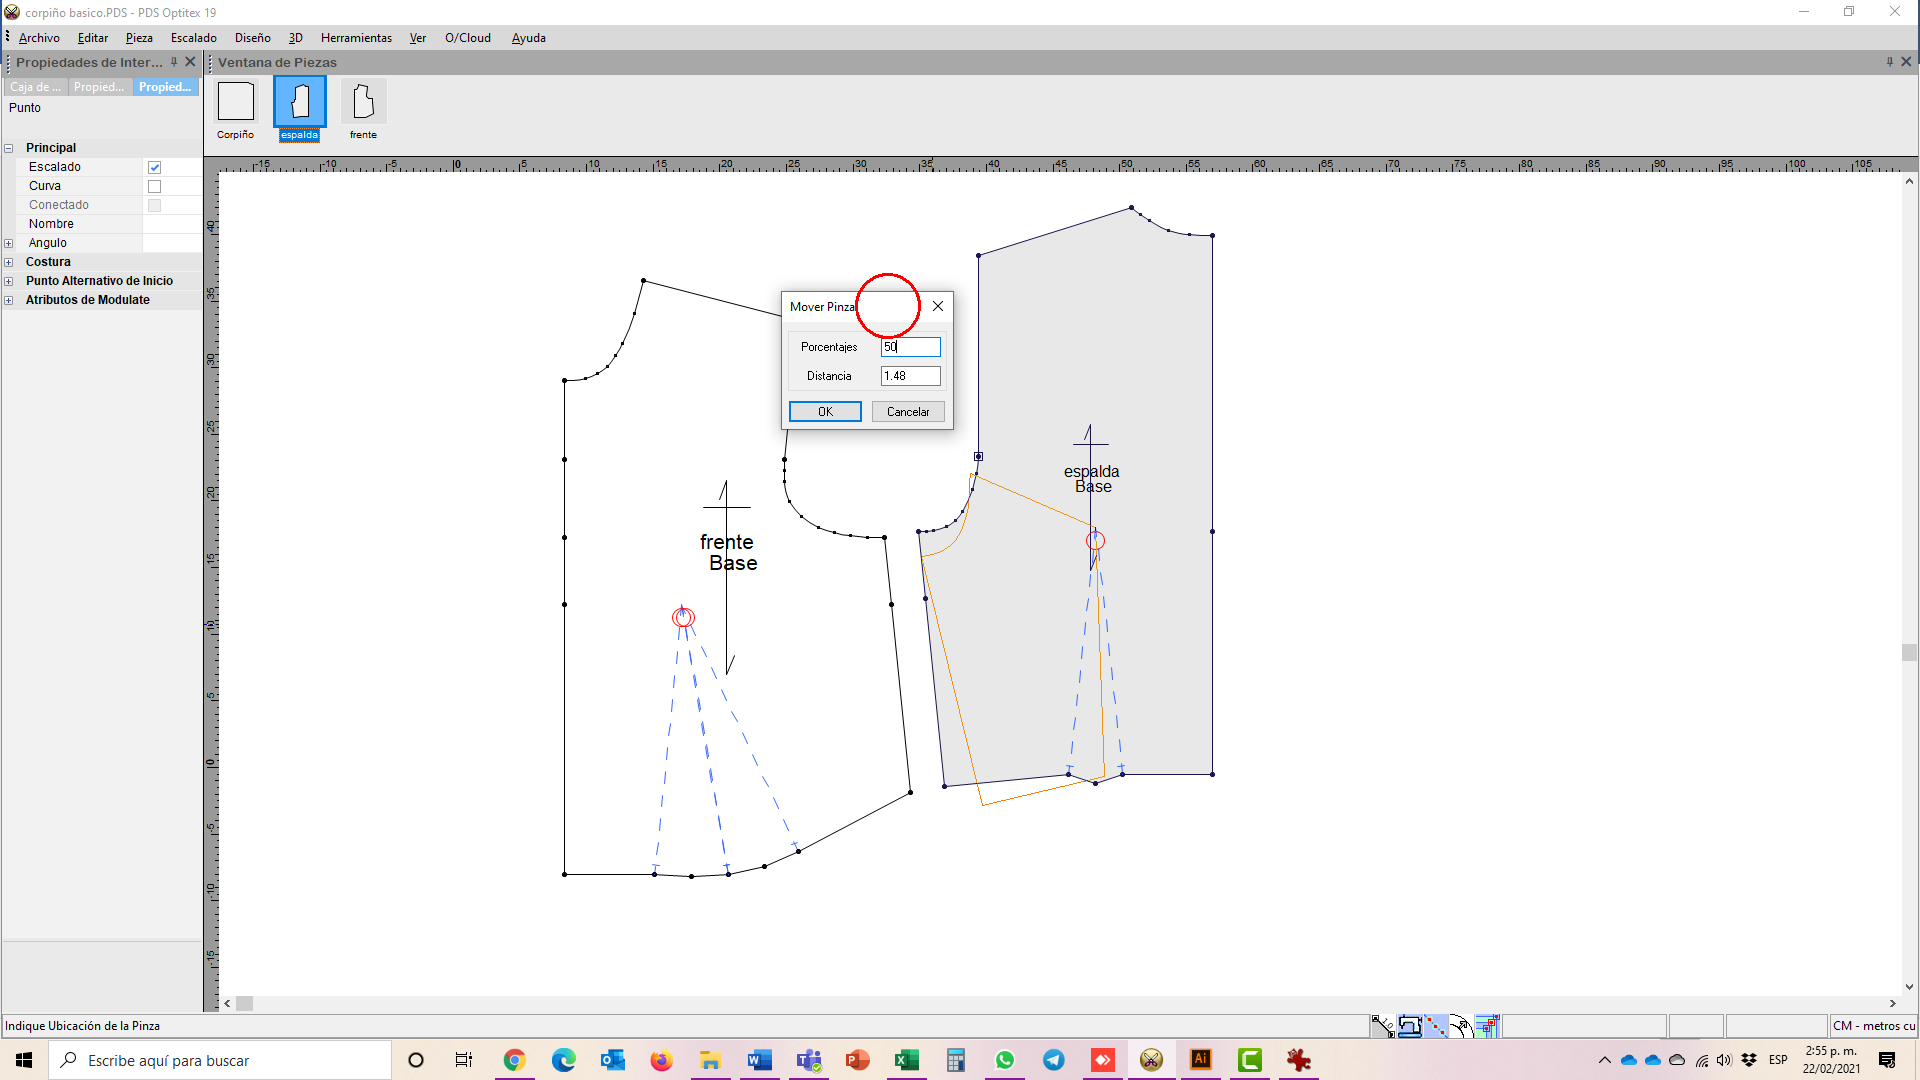 corpiño basico.PDS - PDS Optitex 19
Archivo Editar Pieza Escalado Diseño 3D Herramientas Ver O/Cloud Ayuda
Propiedades de Inter...
Ventana de Piezas
Caja de ... Propied... Propied...
Punto
Corpiño espalda frente
Principal
Escalado
Curva
Conectado
Nombre
Angulo
Costura
Punto Alternativo de Inicio
Atributos de Modulate
-15 -10 -5 0 5 10 15 20 25 30 35 40 45 50 55 60 65 70 75 80 85 90 95 100 105
40
35
30
25
20
15
10
5
0
-5
-10
-15
Mover Pinza
Porcentajes 50
Distancia 1.48
OK Cancelar
espalda
Base
frente
Base
Indique Ubicación de la Pinza
CM - metros cu
Escribe aquí para buscar
ESP
2:55 p. m.
22/02/2021